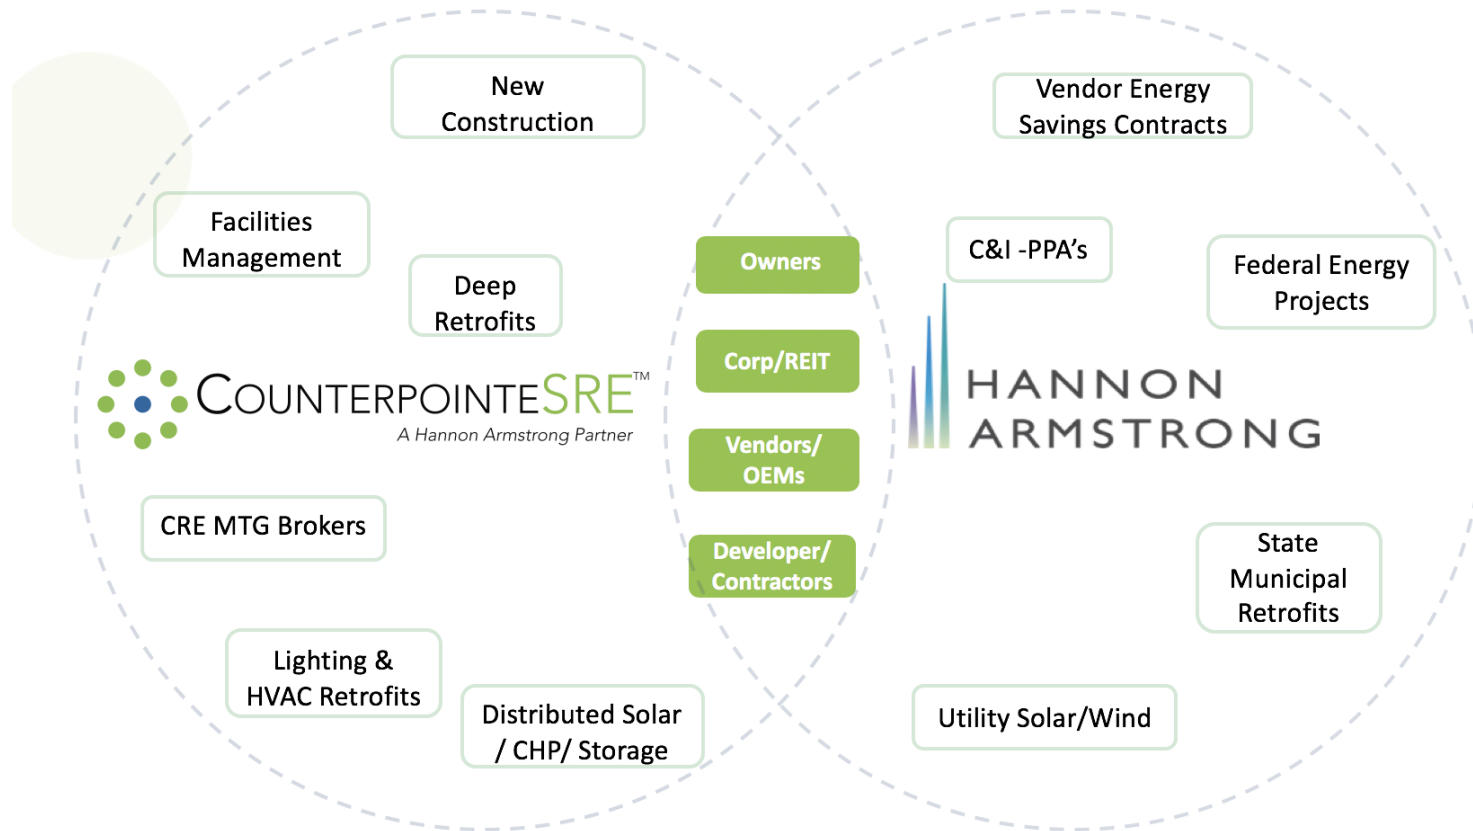 New
Construction
Vendor Energy
Savings Contracts
Facilities
Management
Deep
Retrofits
Owners
C&I -PPA’s
Federal Energy
Projects
Corp/REIT
COUNTERPOINTESRE™
A Hannon Armstrong Partner
HANNON
ARMSTRONG
Vendors/
OEMs
CRE MTG Brokers
Developer/
Contractors
State
Municipal
Retrofits
Lighting &
HVAC Retrofits
Distributed Solar
/ CHP/ Storage
Utility Solar/Wind